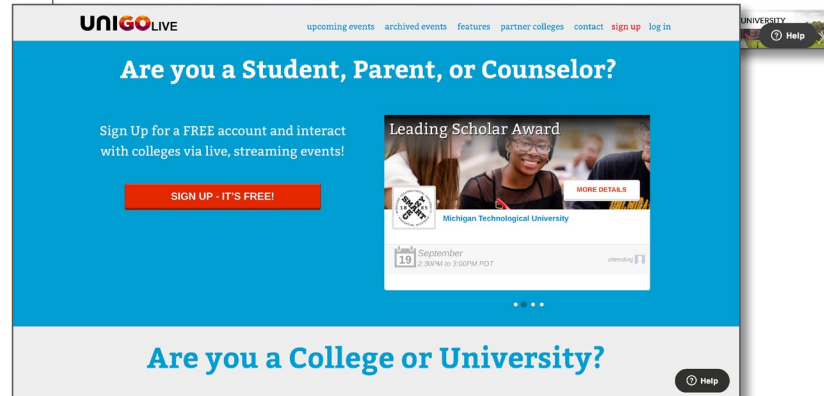 UNIGOLIVE
upcoming events archived events features partner colleges contact sign up log in
UNIVERSITY
Help
Are you a Student, Parent, or Counselor?
Sign Up for a FREE account and interact
with colleges via live, streaming events!
SIGN UP - IT'S FREE!
Leading Scholar Award
MORE DETAILS
Michigan Technological University
19 September
2:30PM to 3:00PM PDT
attending
Are you a College or University?
Help